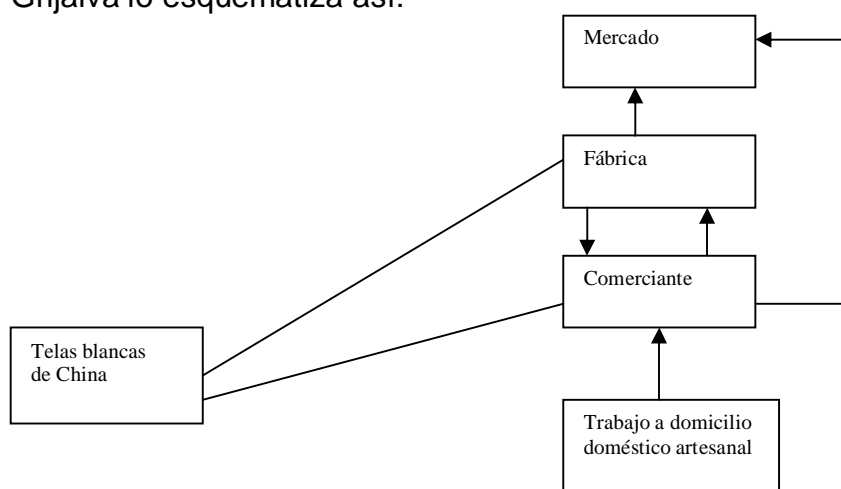 Grijalva lo esquematiza así:
Mercado
Fábrica
Comerciante
Telas blancas
de China
Trabajo a domicilio
doméstico artesanal